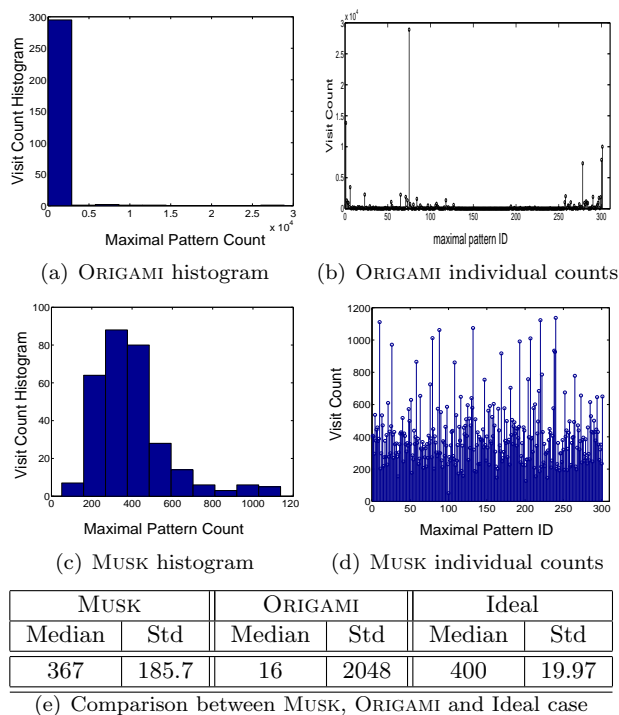 300
250
200
150
100
50
0
0 0.5 1 1.5 2 2.5 3
x 10^4
Visit Count Histogram
Maximal Pattern Count
(a) ORIGAMI histogram
x 10^4
3
2.5
2
1.5
1
0.5
0
0 50 100 150 200 250 300
Visit Count
maximal pattern ID
(b) ORIGAMI individual counts
100
80
60
40
20
0
0 200 400 600 800 1000 120
Visit Count Histogram
Maximal Pattern Count
(c) MUSK histogram
1200
1000
800
600
400
200
0
0 50 100 150 200 250 300
Visit Count
Maximal Pattern ID
(d) MUSK individual counts
MUSK ORIGAMI Ideal
Median Std Median Std Median Std
367 185.7 16 2048 400 19.97
(e) Comparison between MUSK, ORIGAMI and Ideal case